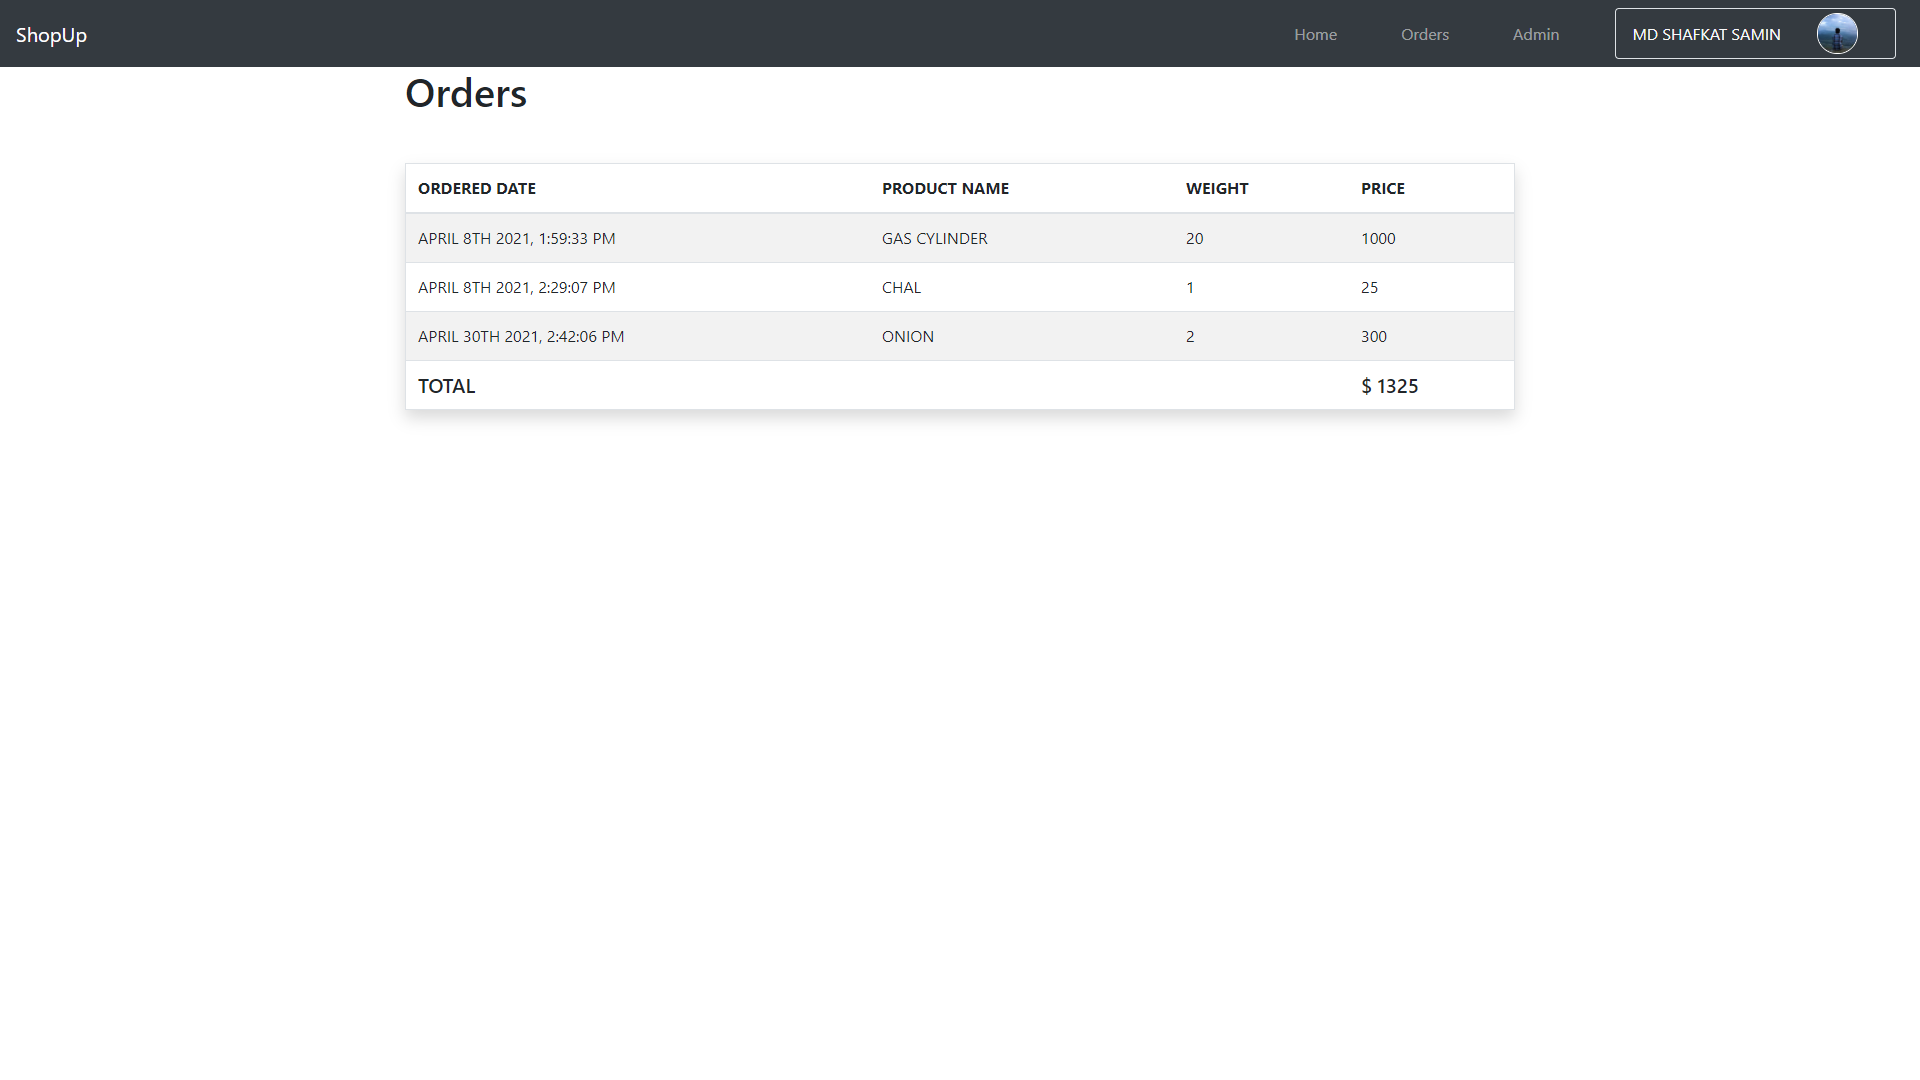 ShopUp Home Orders Admin MD SHAFKAT SAMIN
Orders
ORDERED DATE PRODUCT NAME WEIGHT PRICE
APRIL 8TH 2021, 1:59:33 PM GAS CYLINDER 20 1000
APRIL 8TH 2021, 2:29:07 PM CHAL 1 25
APRIL 30TH 2021, 2:42:06 PM ONION 2 300
TOTAL $ 1325